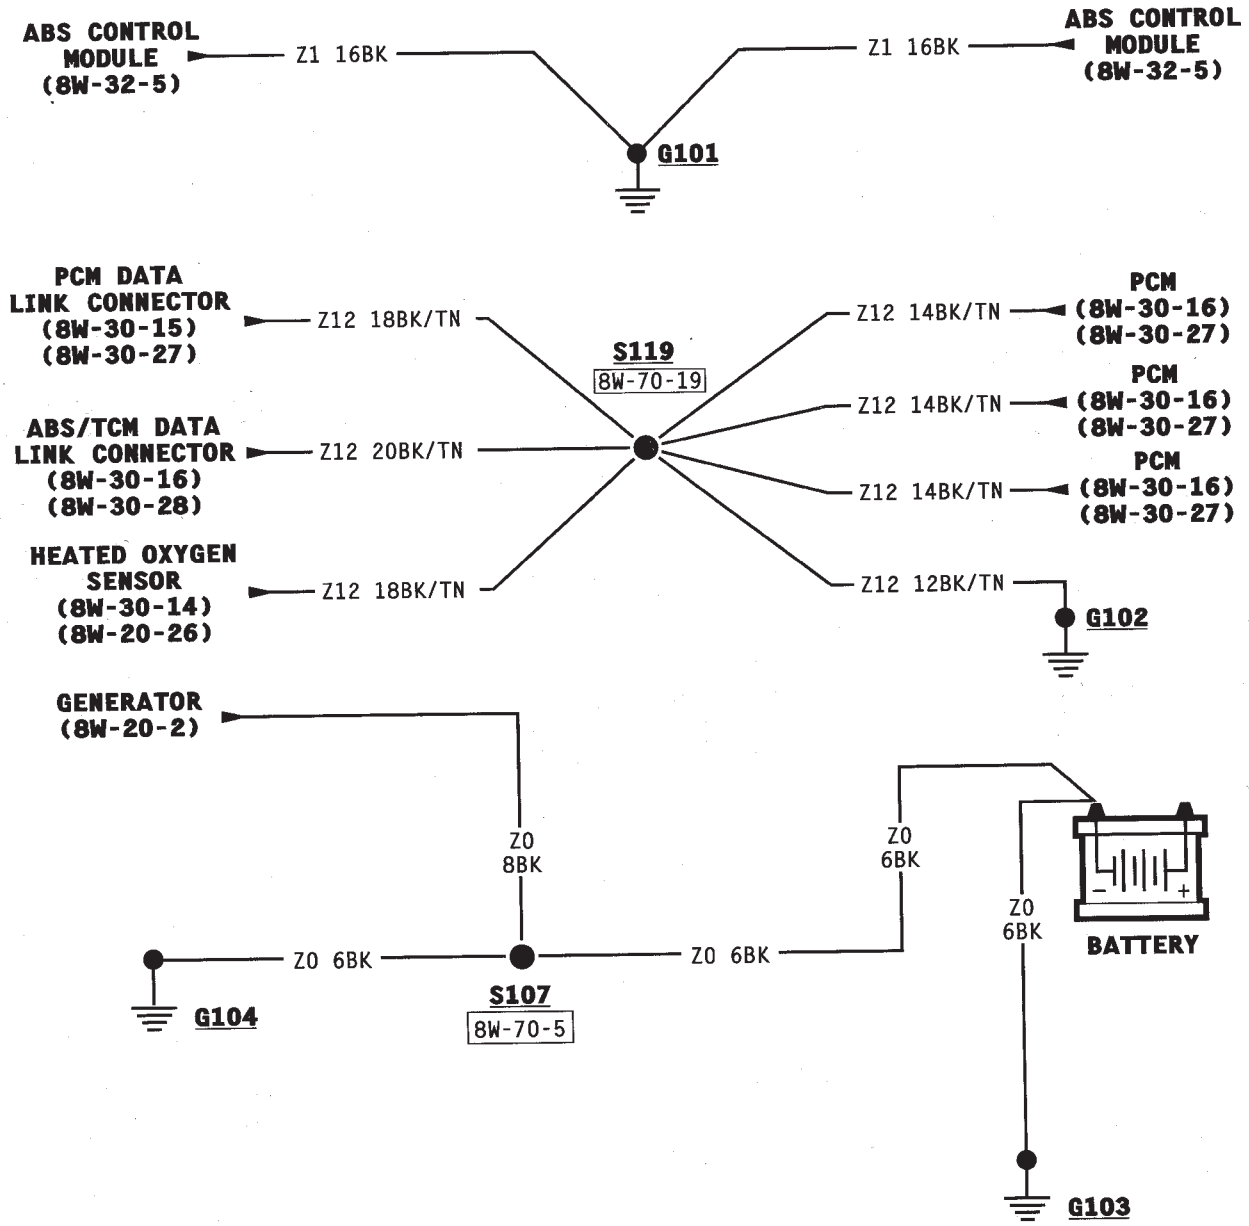 ABS CONTROL
MODULE
(8W-32-5)
Z1 16BK
Z1 16BK
ABS CONTROL
MODULE
(8W-32-5)
G101
PCM DATA
LINK CONNECTOR
(8W-30-15)
(8W-30-27)
Z12 18BK/TN
S119
8W-70-19
Z12 14BK/TN
PCM
(8W-30-16)
(8W-30-27)
Z12 14BK/TN
PCM
(8W-30-16)
(8W-30-27)
ABS/TCM DATA
LINK CONNECTOR
(8W-30-16)
(8W-30-28)
Z12 20BK/TN
Z12 14BK/TN
PCM
(8W-30-16)
(8W-30-27)
HEATED OXYGEN
SENSOR
(8W-30-14)
(8W-20-26)
Z12 18BK/TN
Z12 12BK/TN
G102
GENERATOR
(8W-20-2)
Z0
8BK
Z0
6BK
Z0
6BK
- +
BATTERY
Z0 6BK
Z0 6BK
S107
8W-70-5
G104
G103